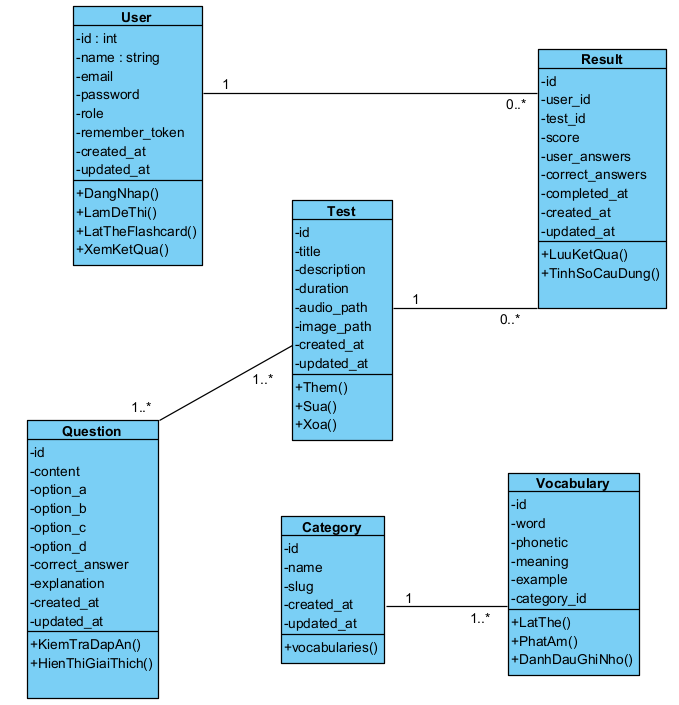 User
-id : int
-name : string
-email
-password
-role
-remember_token
-created_at
-updated_at
+DangNhap()
+LamDeThi()
+LatTheFlashcard()
+XemKetQua()
1
0..*
Result
-id
-user_id
-test_id
-score
-user_answers
-correct_answers
-completed_at
-created_at
-updated_at
+LuuKetQua()
+TinhSoCauDung()
Test
-id
-title
-description
-duration
-audio_path
-image_path
-created_at
-updated_at
+Them()
+Sua()
+Xoa()
1
0..*
1..*
1..*
Question
-id
-content
-option_a
-option_b
-option_c
-option_d
-correct_answer
-explanation
-created_at
-updated_at
+KiemTraDapAn()
+HienThiGiaiThich()
Category
-id
-name
-slug
-created_at
-updated_at
+vocabularies()
1
1..*
Vocabulary
-id
-word
-phonetic
-meaning
-example
-category_id
+LatThe()
+PhatAm()
+DanhDauGhiNho()